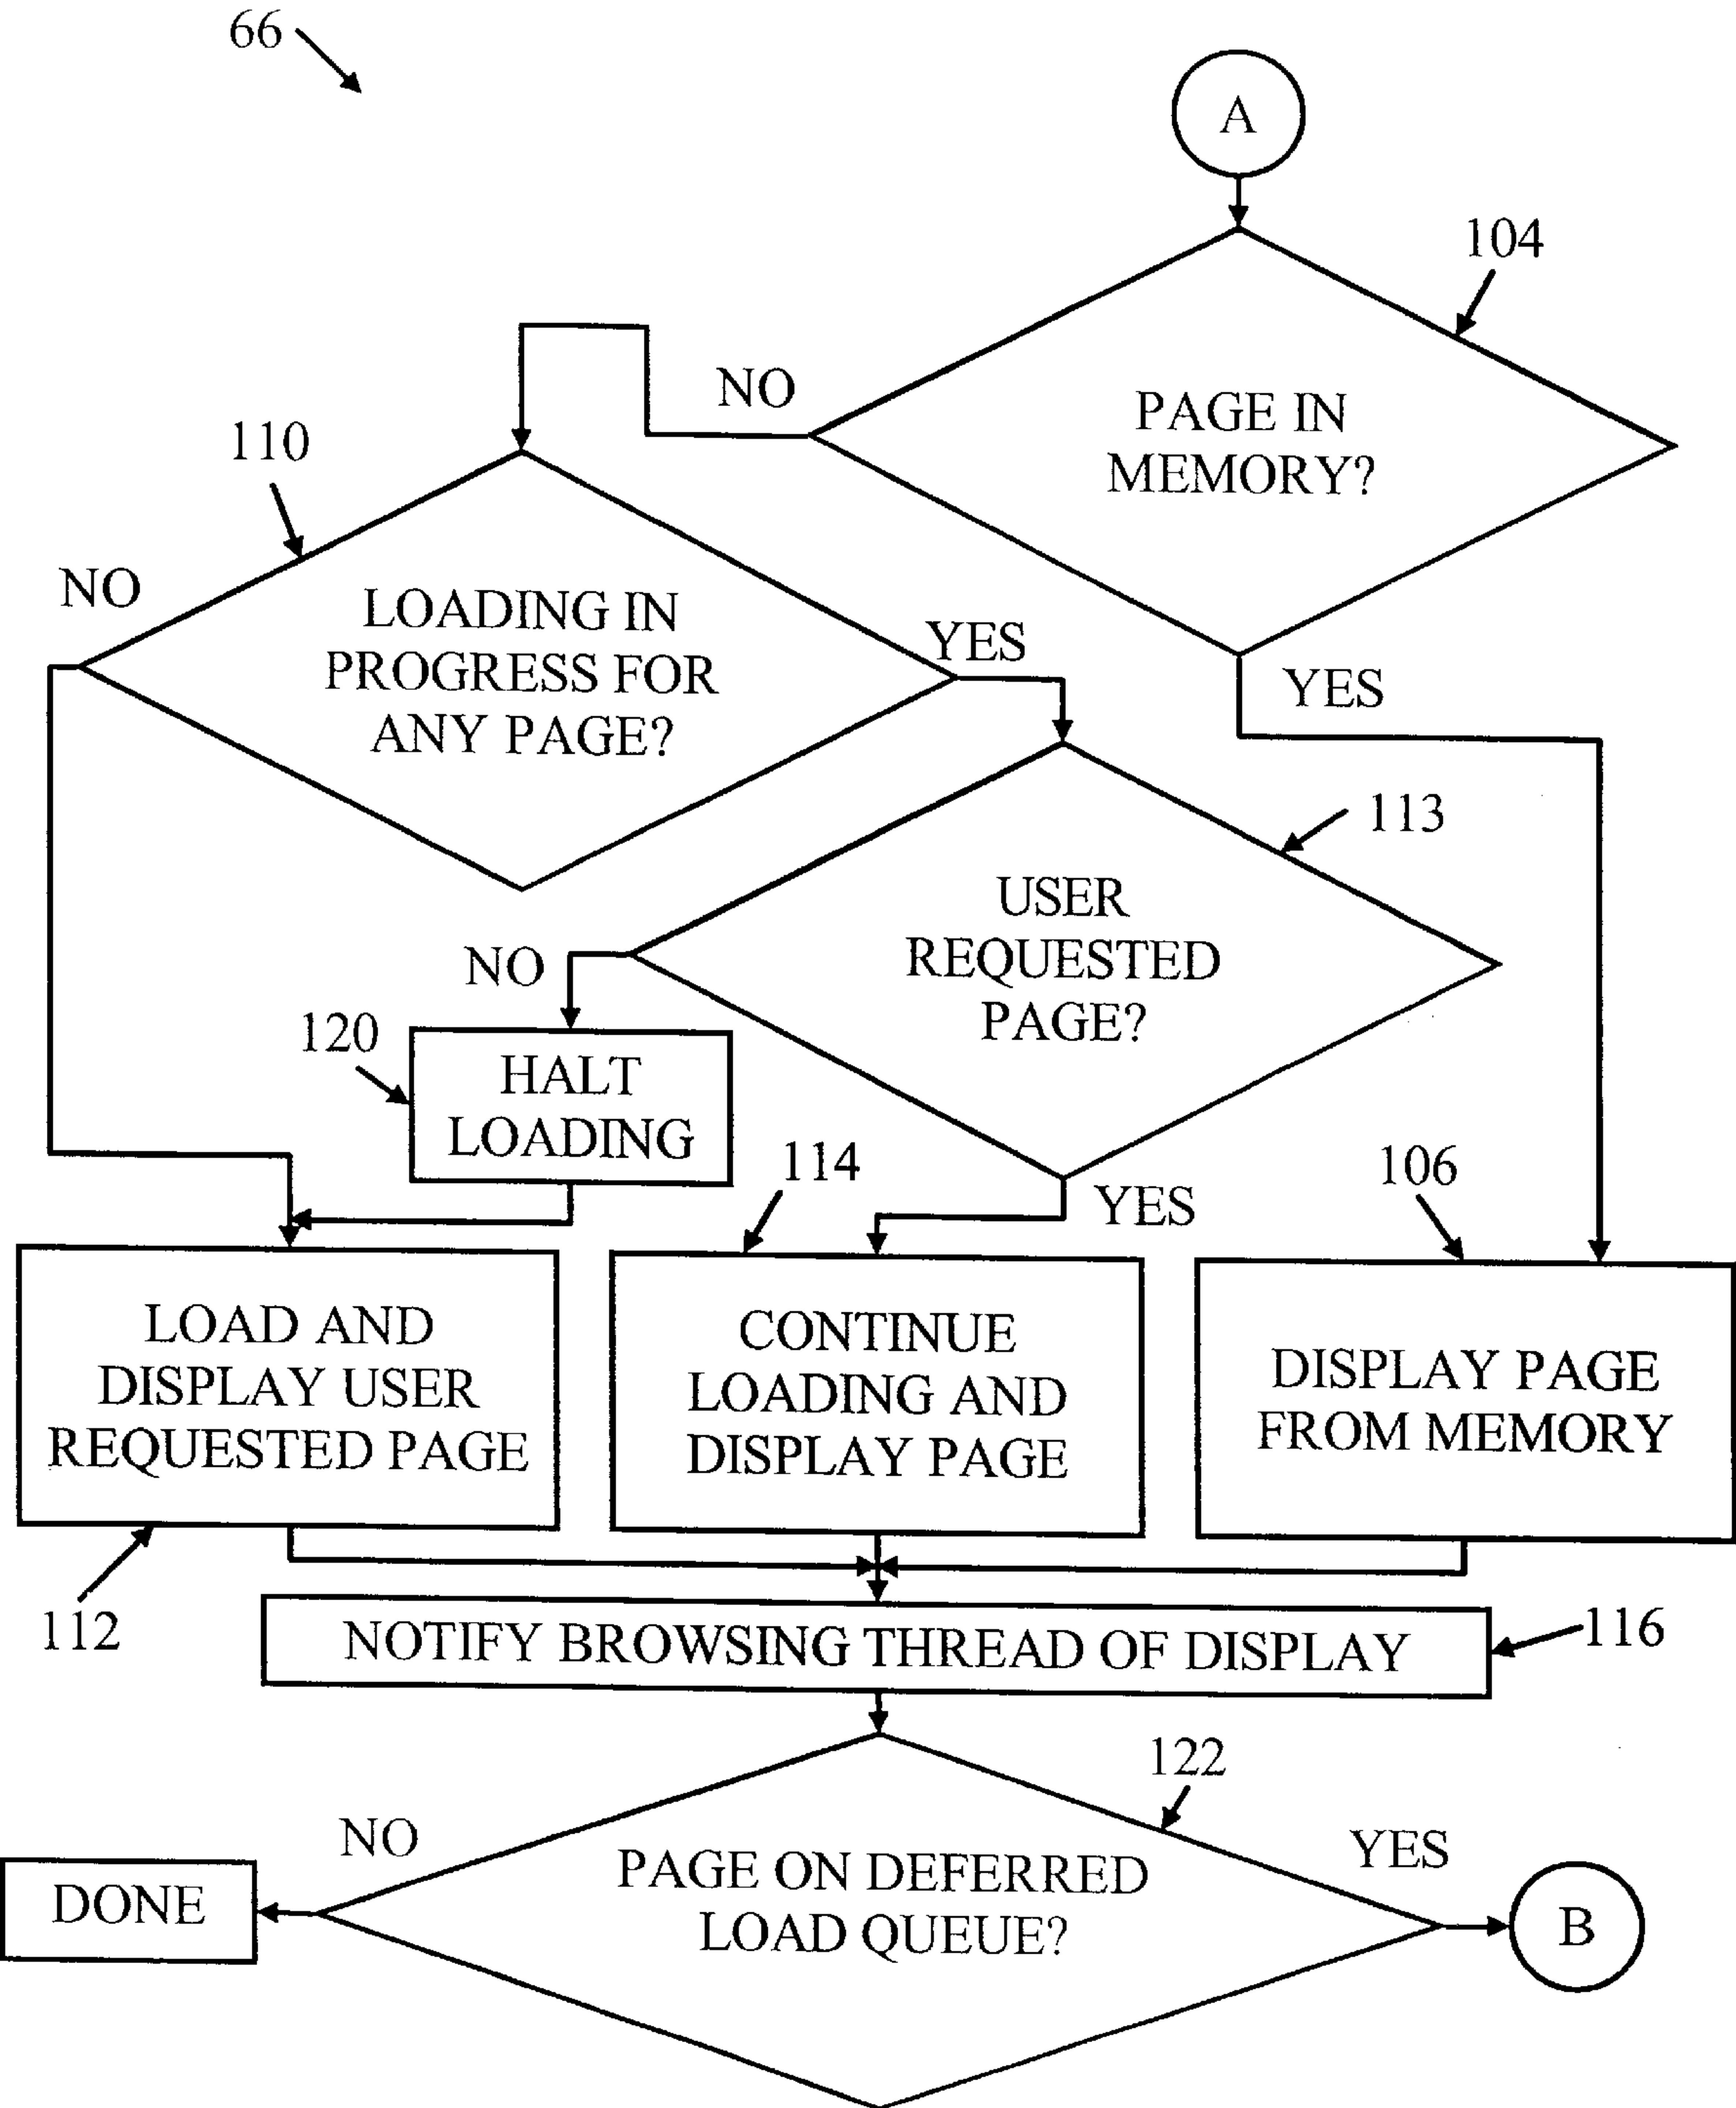 66
A
104
NO
PAGE IN
MEMORY?
110
NO
LOADING IN
PROGRESS FOR
ANY PAGE?
YES
YES
113
USER
REQUESTED
PAGE?
NO
120
HALT
LOADING
114
YES
106
LOAD AND
DISPLAY USER
REQUESTED PAGE
CONTINUE
LOADING AND
DISPLAY PAGE
DISPLAY PAGE
FROM MEMORY
112
NOTIFY BROWSING THREAD OF DISPLAY
116
122
NO
YES
DONE
PAGE ON DEFERRED
LOAD QUEUE?
B